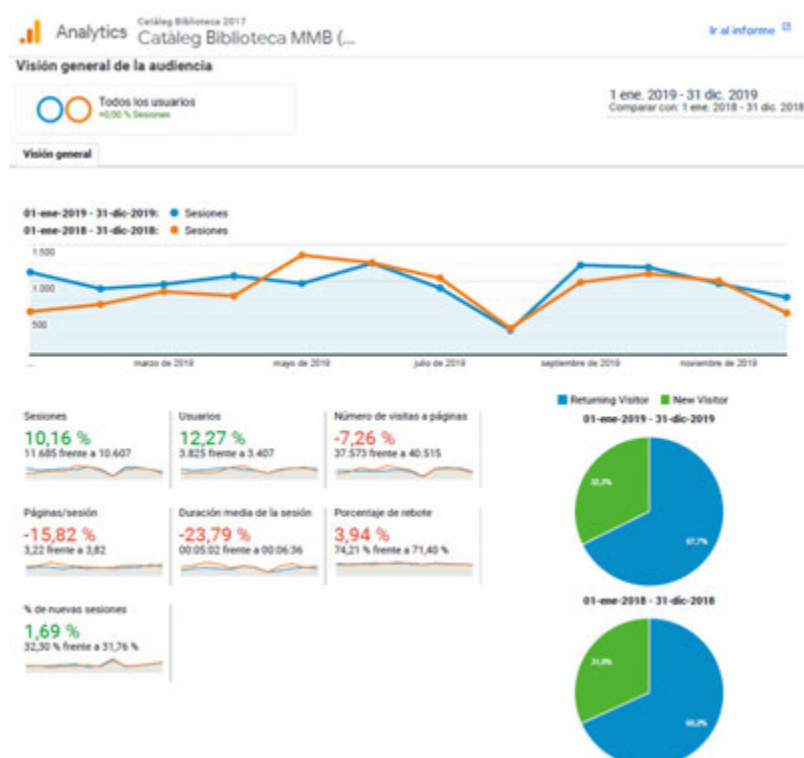 Catàleg Biblioteca 2017
Analytics Catàleg Biblioteca MMB (...
Ir al informe
Visión general de la audiencia
Todos los usuarios
+0,00 % Sesiones
1 ene. 2019 - 31 dic. 2019
Comparar con: 1 ene. 2018 - 31 dic. 2018
Visión general
01-ene-2019 - 31-dic-2019: Sesiones
01-ene-2018 - 31-dic-2018: Sesiones
1.500
1.000
500
... marzo de 2019 mayo de 2019 julio de 2019 septiembre de 2019 noviembre de 2019
Sesiones
10,16 %
11.685 frente a 10.607
Usuarios
12,27 %
3.825 frente a 3.407
Número de visitas a páginas
-7,26 %
37.573 frente a 40.515
Páginas/sesión
-15,82 %
3,22 frente a 3,82
Duración media de la sesión
-23,79 %
00:05:02 frente a 00:06:36
Porcentaje de rebote
3,94 %
74,21 % frente a 71,40 %
% de nuevas sesiones
1,69 %
32,30 % frente a 31,76 %
Returning Visitor New Visitor
01-ene-2019 - 31-dic-2019
32,3%
67,7%
01-ene-2018 - 31-dic-2018
31,8%
68,2%